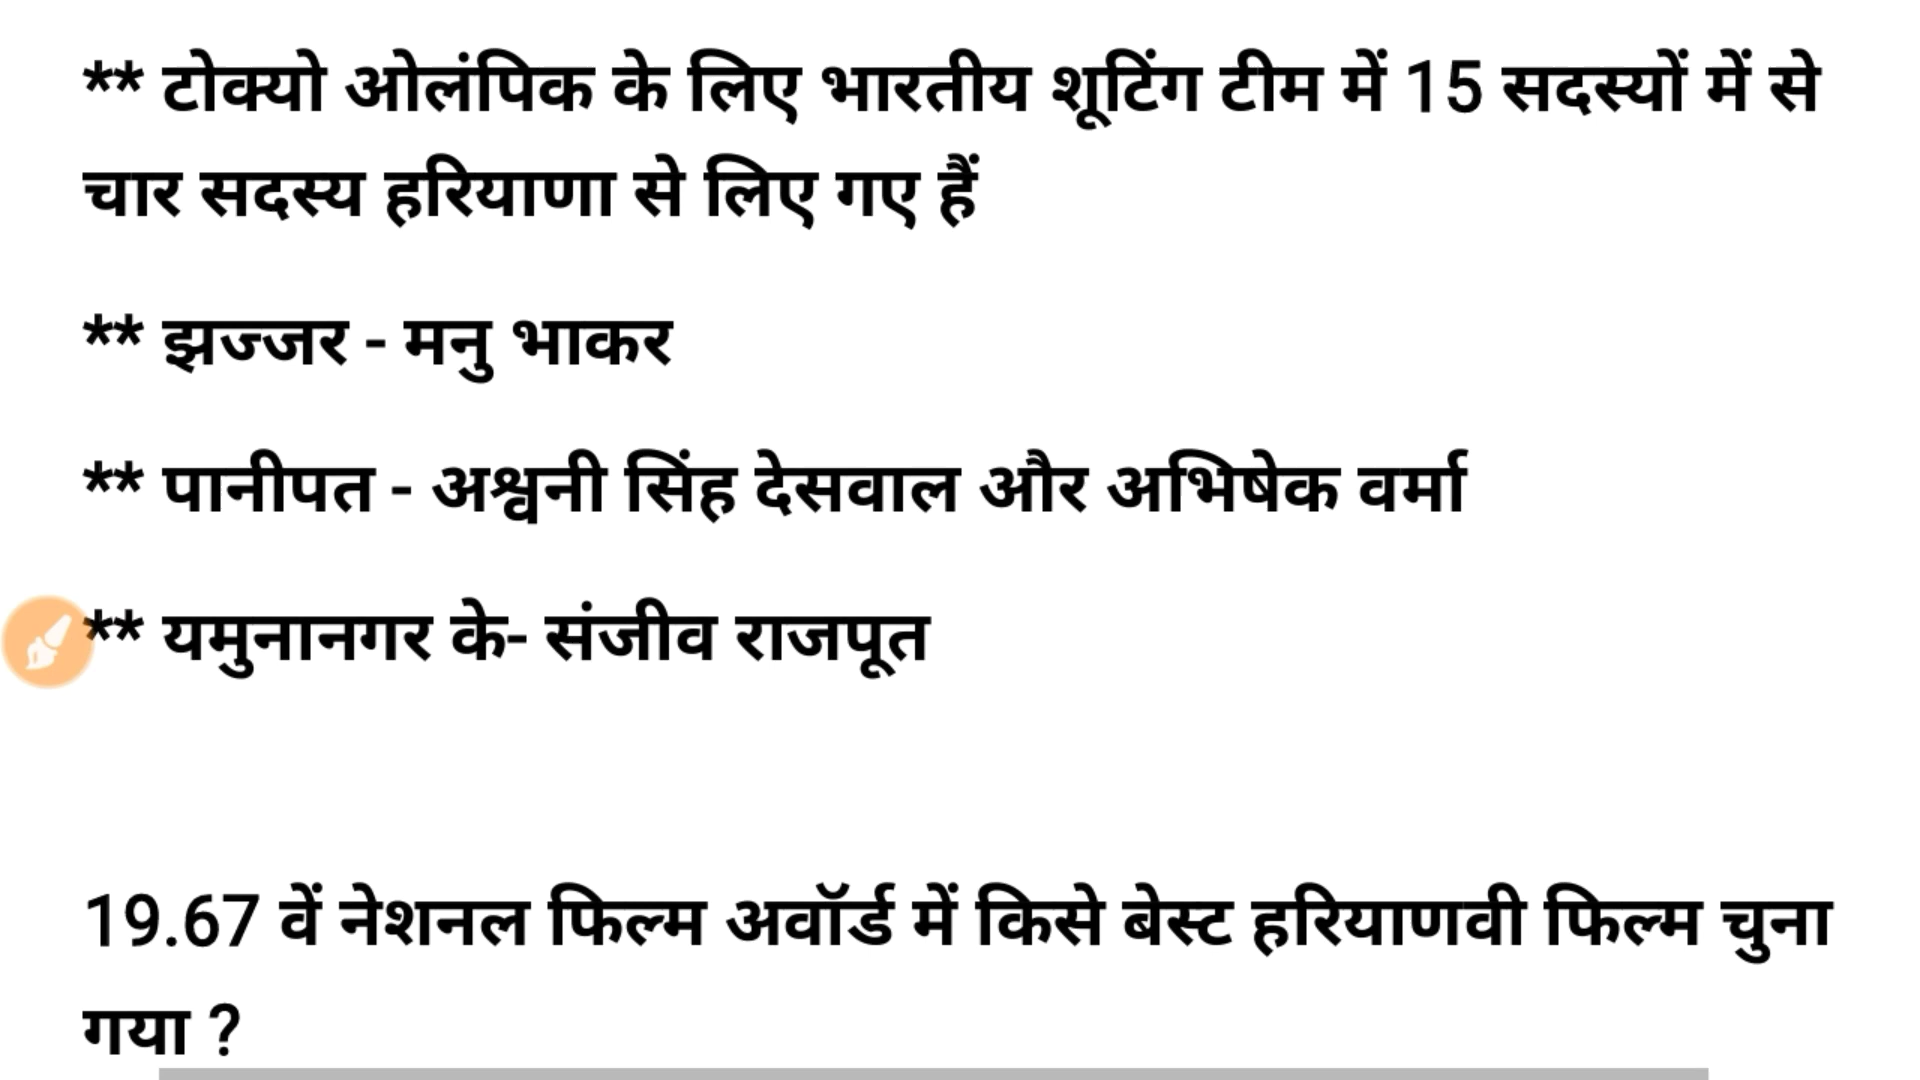 ** टोक्यो ओलंपिक के लिए भारतीय शूटिंग टीम में 15 सदस्यों में से
चार सदस्य हरियाणा से लिए गए हैं
** झज्जर - मनु भाकर
** पानीपत - अश्वनी सिंह देसवाल और अभिषेक वर्मा
** यमुनानगर के- संजीव राजपूत
19.67 वें नेशनल फिल्म अवॉर्ड में किसे बेस्ट हरियाणवी फिल्म चुना
गया ?